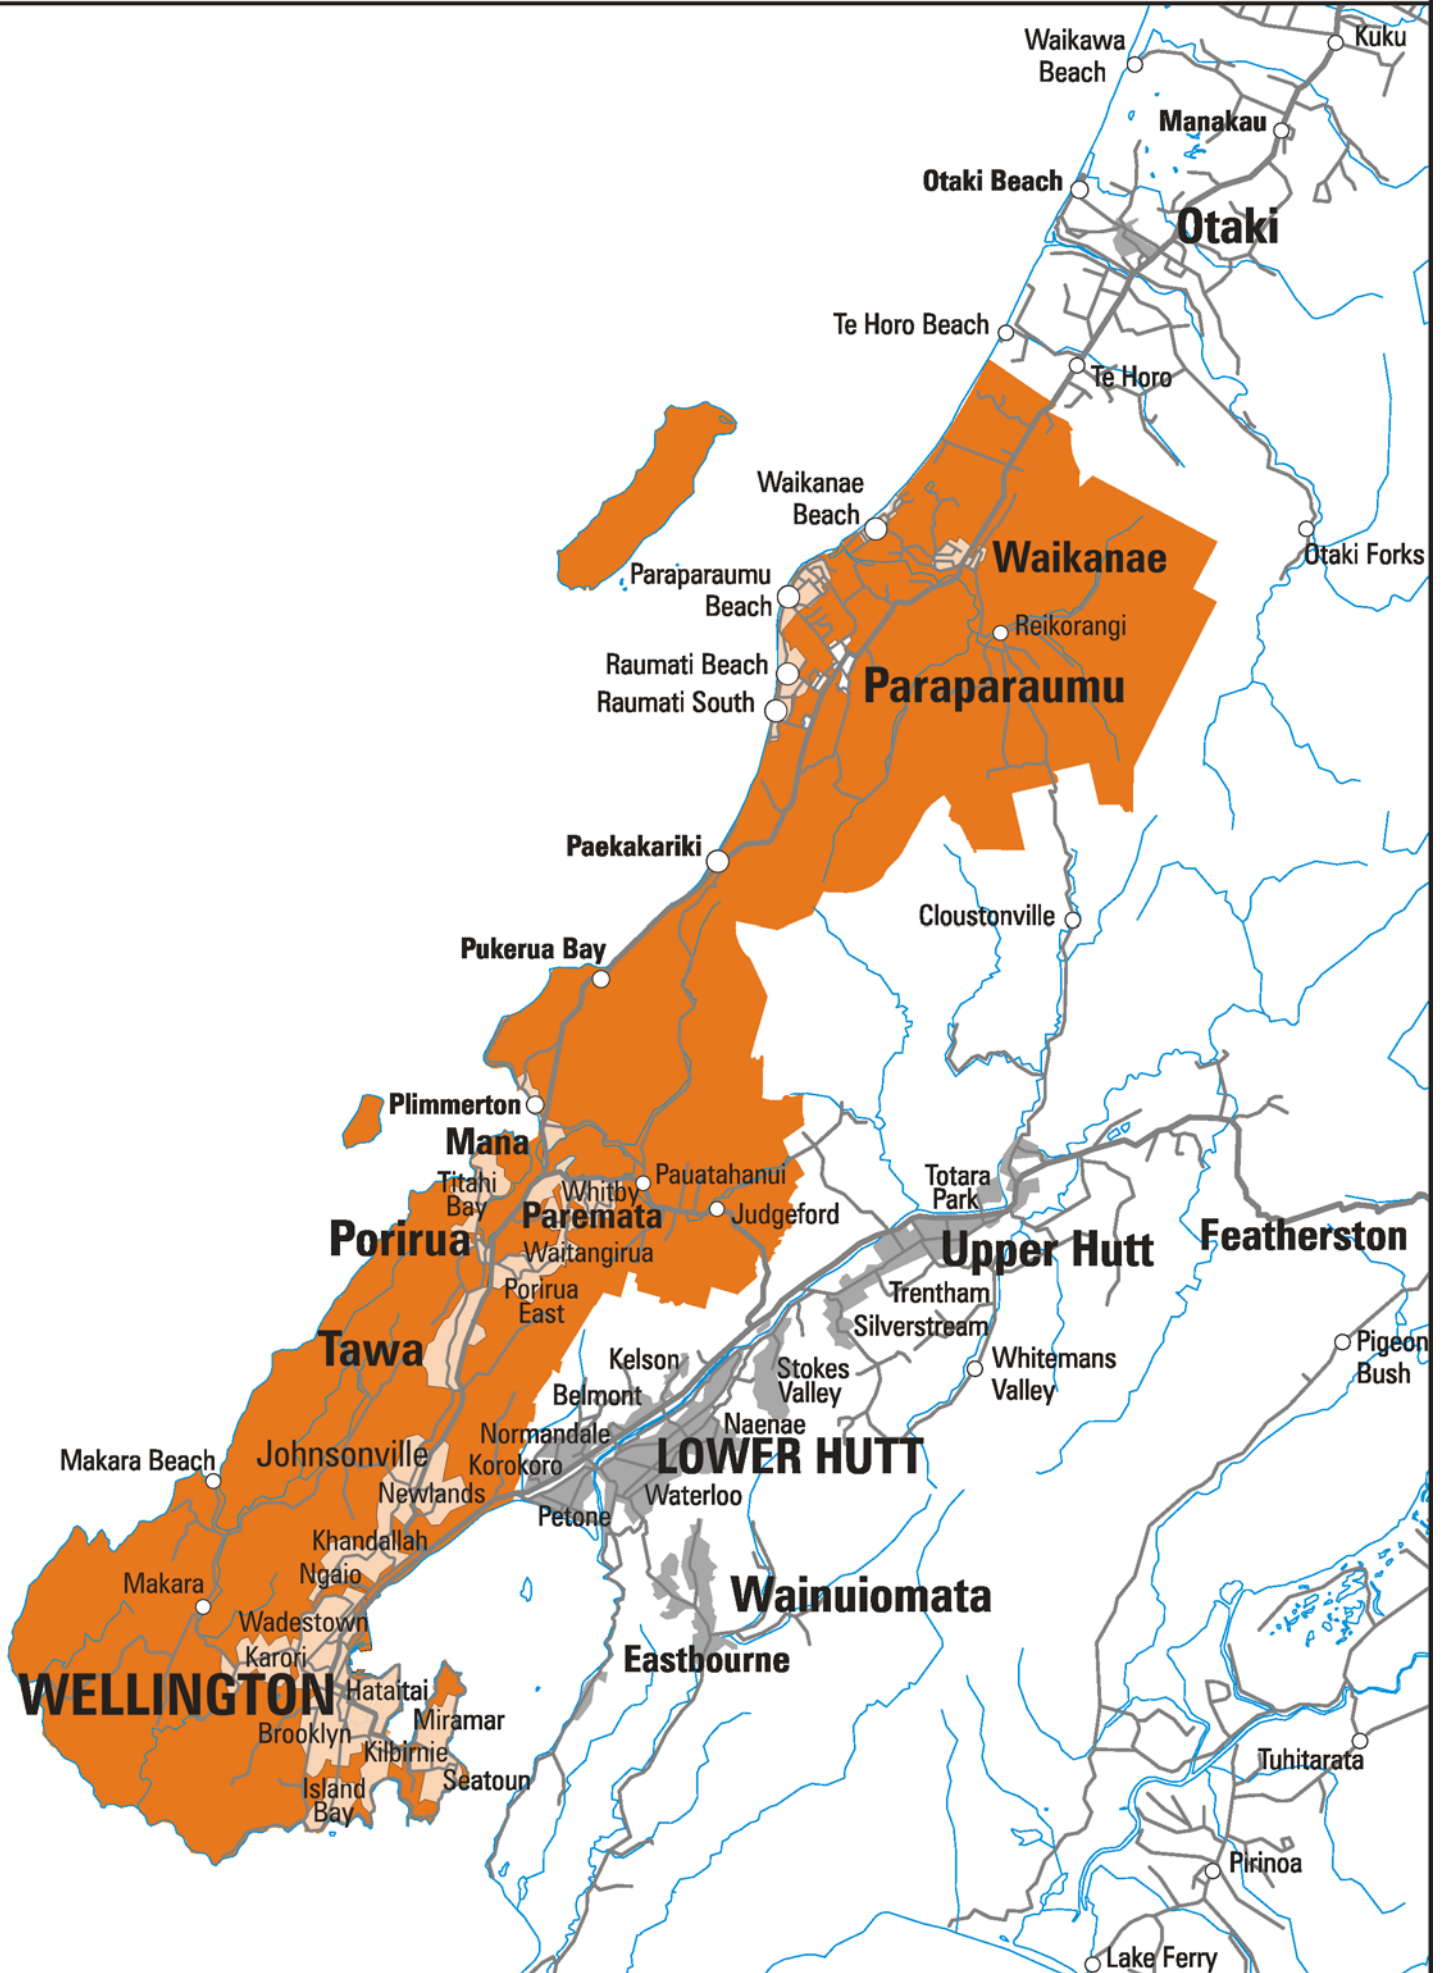 Waikawa
Beach
Kuku
Manakau
Otaki Beach
Otaki
Te Horo Beach
Te Horo
Waikanae
Beach
Waikanae
Otaki Forks
Paraparaumu
Beach
Reikorangi
Raumati Beach
Paraparaumu
Raumati South
Paekakariki
Cloustonville
Pukerua Bay
Plimmerton
Mana
Titahi
Bay
Pauatahanui
Whitby
Totara
Park
Paremata
Judgeford
Porirua
Waitangirua
Upper Hutt
Featherston
Porirua
East
Trentham
Silverstream
Tawa
Kelson
Stokes
Valley
Whitemans
Valley
Pigeon
Bush
Belmont
Naenae
Normandale
LOWER HUTT
Makara Beach
Johnsonville
Korokoro
Newlands
Waterloo
Petone
Khandallah
Ngaio
Makara
Wainuiomata
Wadestown
Karori
Eastbourne
WELLINGTON
Hataitai
Miramar
Brooklyn
Kilbirnie
Tuhitarata
Island
Bay
Seatoun
Pirinoa
Lake Ferry